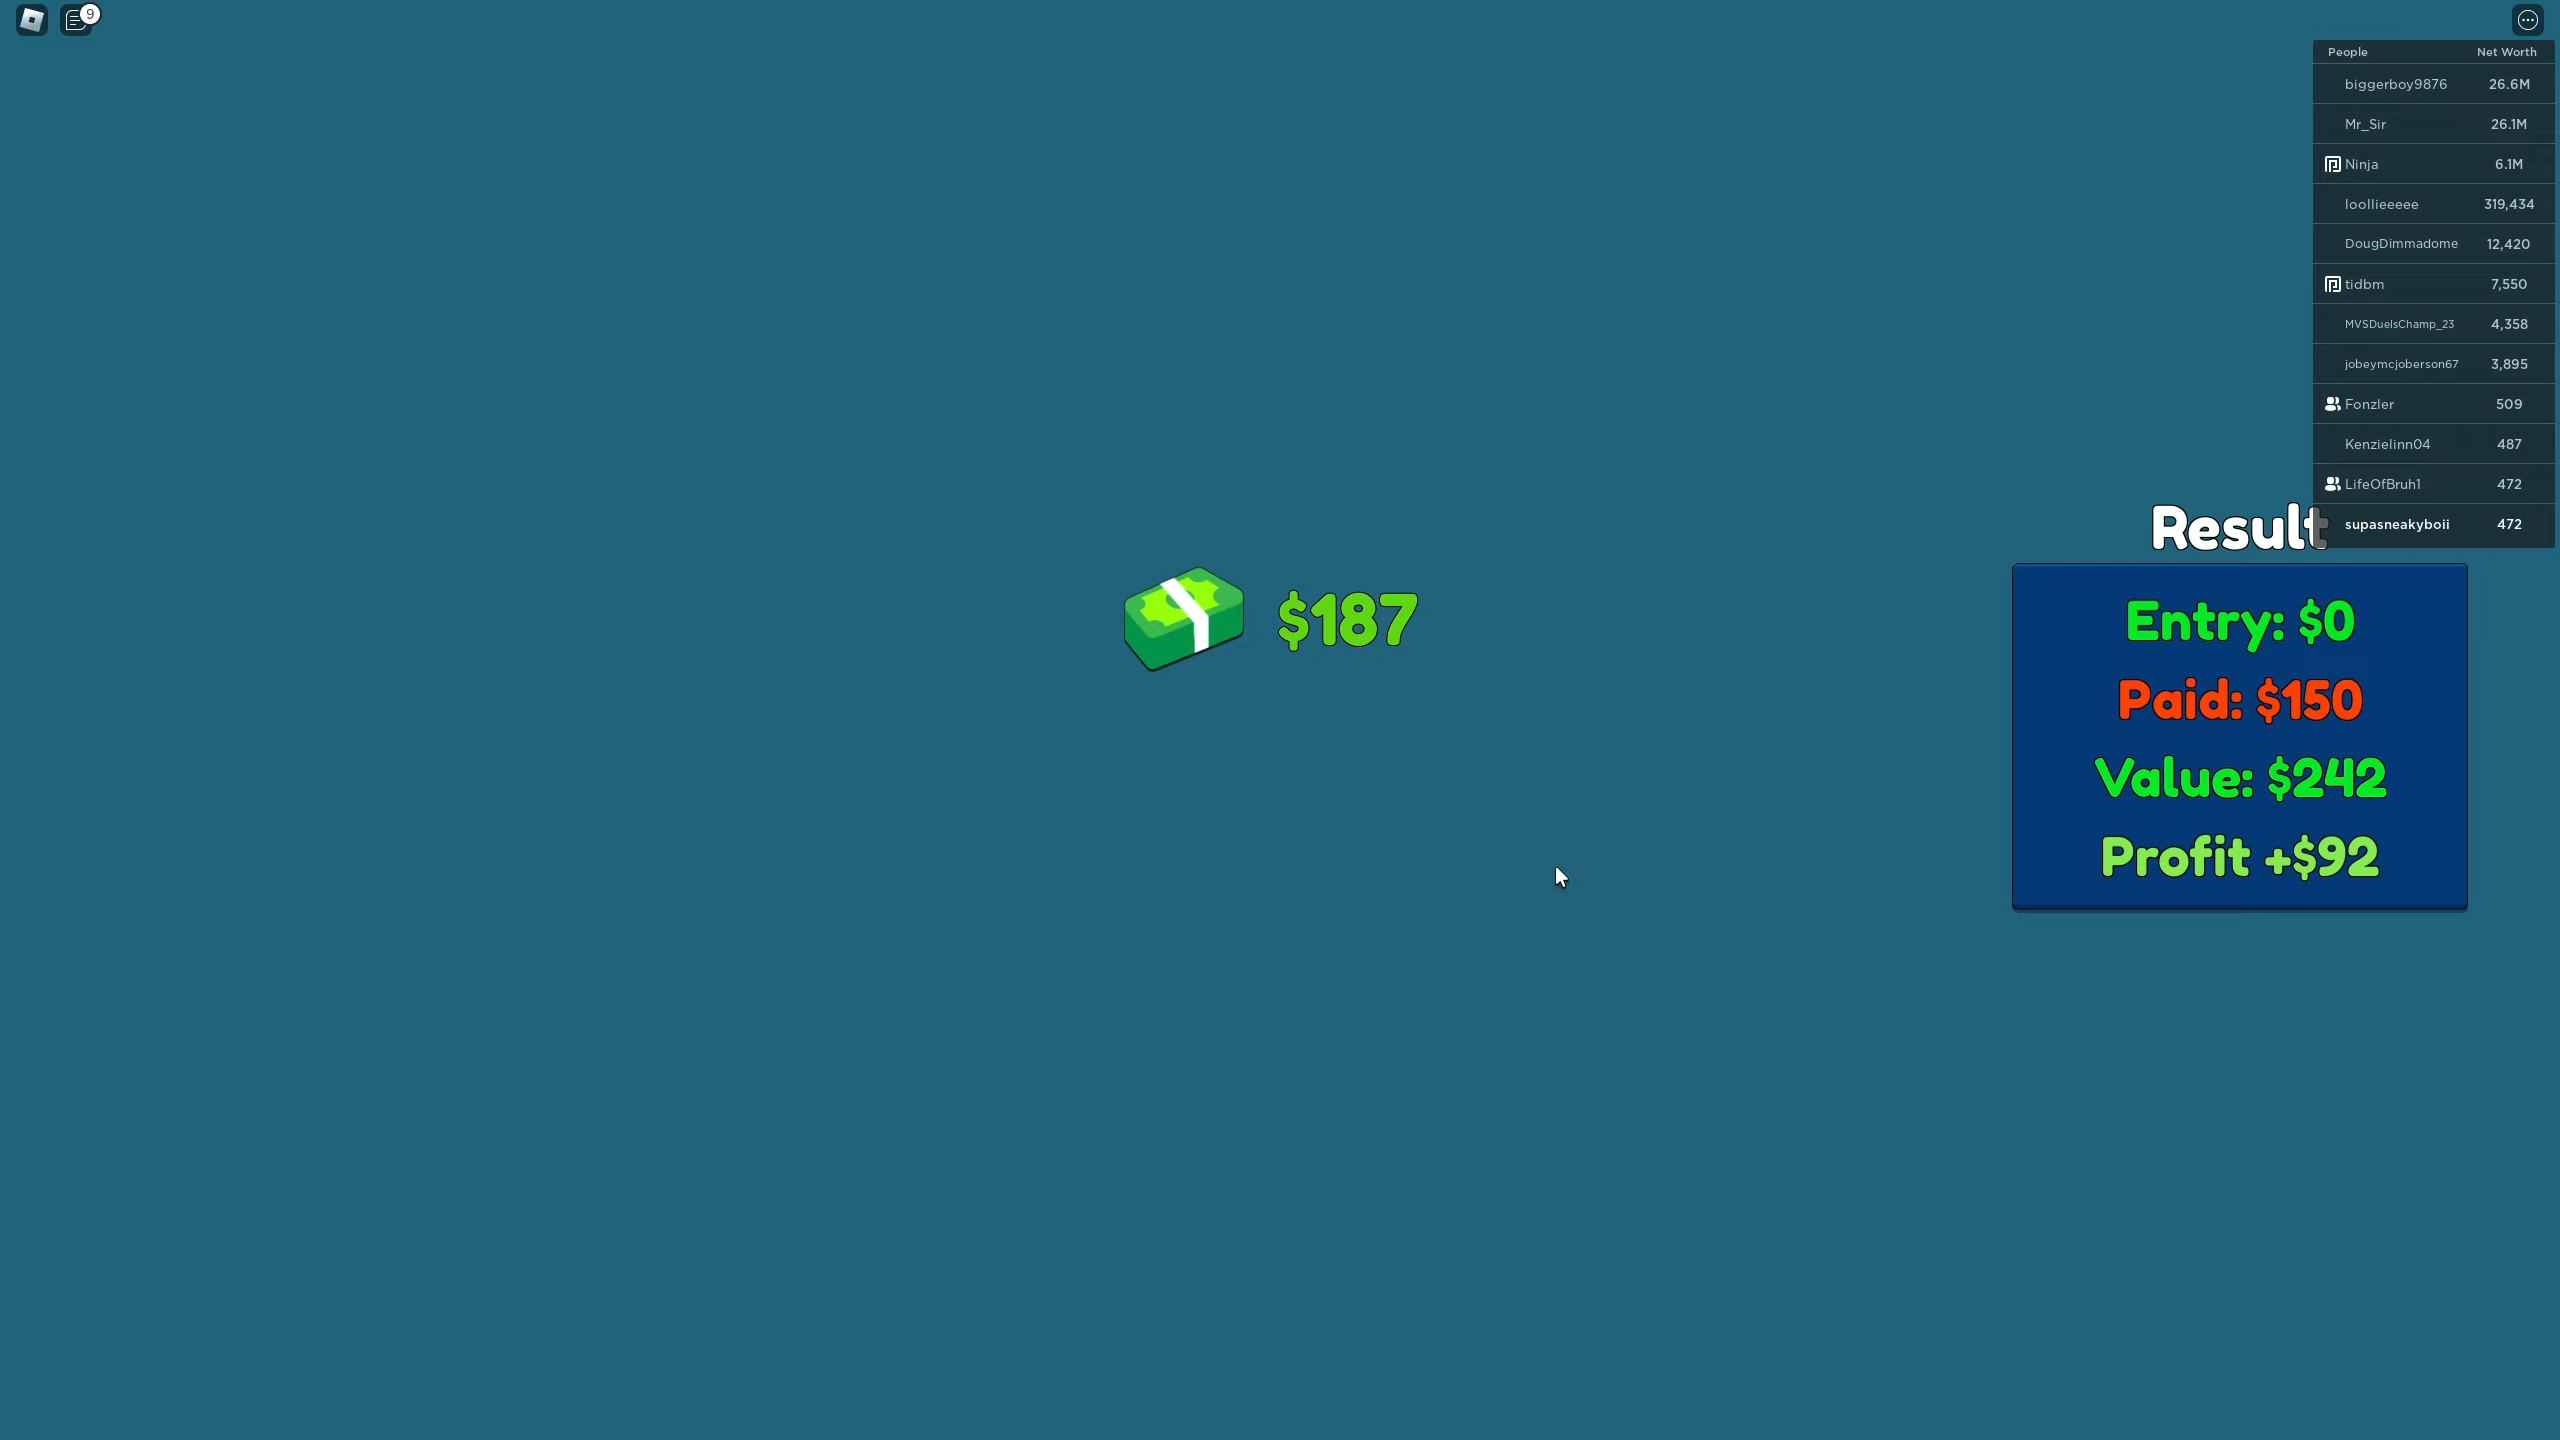 9
People Net Worth
biggerboy9876 26.6M
Mr_Sir 26.1M
Ninja 6.1M
loollieeeee 319,434
DougDimmadome 12,420
tidbm 7,550
MVSDuelsChamp_23 4,358
jobeymcjoberson67 3,895
Fonzler 509
Kenzielinn04 487
LifeOfBruh1 472
supasneakyboii 472
Result
$187
Entry: $0
Paid: $150
Value: $242
Profit +$92